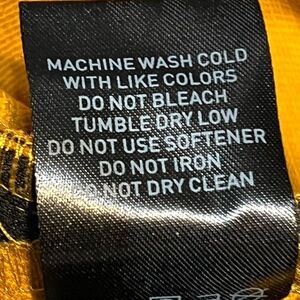 MACHINE WASH COLD
WITH LIKE COLORS
DO NOT BLEACH
TUMBLE DRY LOW
DO NOT USE SOFTENER
DO NOT IRON
DO NOT DRY CLEAN